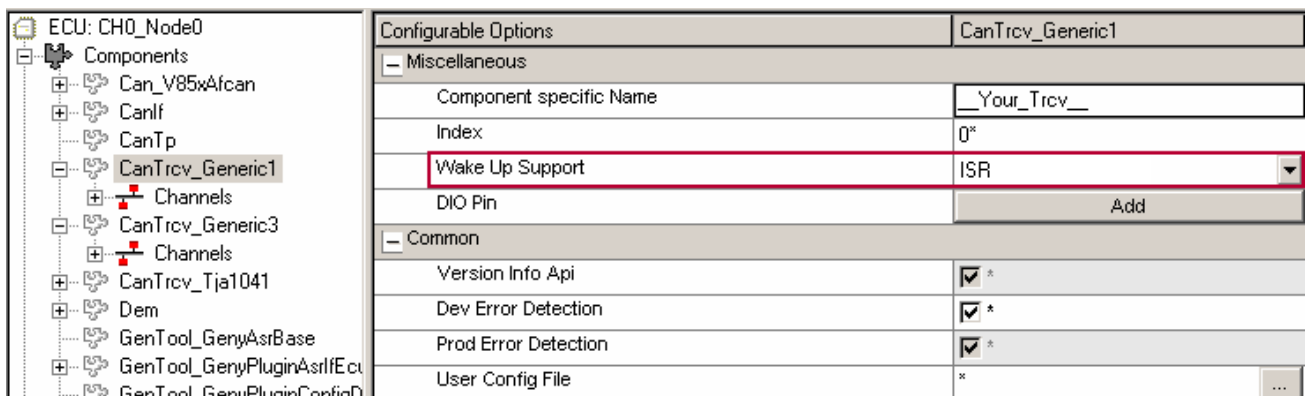 ECU: CH0_Node0
Components
Can_V85xAfcan
CanIf
CanTp
CanTrcv_Generic1
Channels
CanTrcv_Generic3
Channels
CanTrcv_Tja1041
Dem
GenTool_GenyAsrBase
GenTool_GenyPluginAsrIfEcu
GenTool_GenyPluginConfigD
Configurable Options CanTrcv_Generic1
Miscellaneous
Component specific Name __Your_Trcv__
Index 0*
Wake Up Support ISR
DIO Pin Add
Common
Version Info Api *
Dev Error Detection *
Prod Error Detection *
User Config File * ...